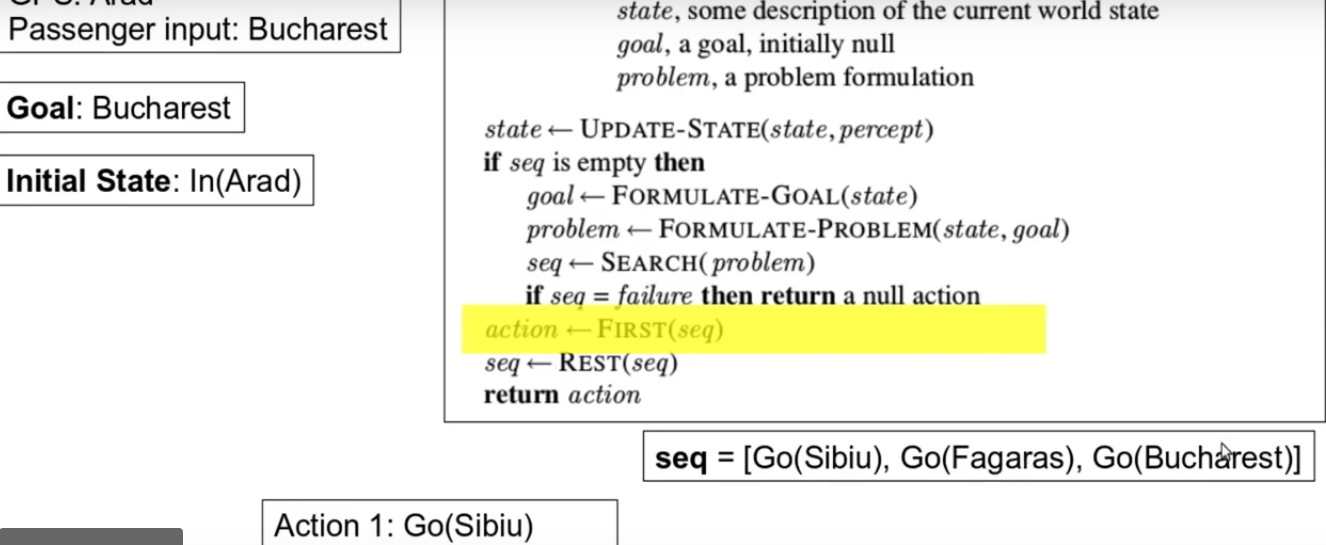 Passenger input: Bucharest
Goal: Bucharest
Initial State: In(Arad)
state, some description of the current world state
goal, a goal, initially null
problem, a problem formulation
state ← UPDATE-STATE(state, percept)
if seq is empty then
goal ← FORMULATE-GOAL(state)
problem ← FORMULATE-PROBLEM(state, goal)
seq ← SEARCH(problem)
if seq = failure then return a null action
action ← FIRST(seq)
seq ← REST(seq)
return action
seq = [Go(Sibiu), Go(Fagaras), Go(Bucharest)]
Action 1: Go(Sibiu)